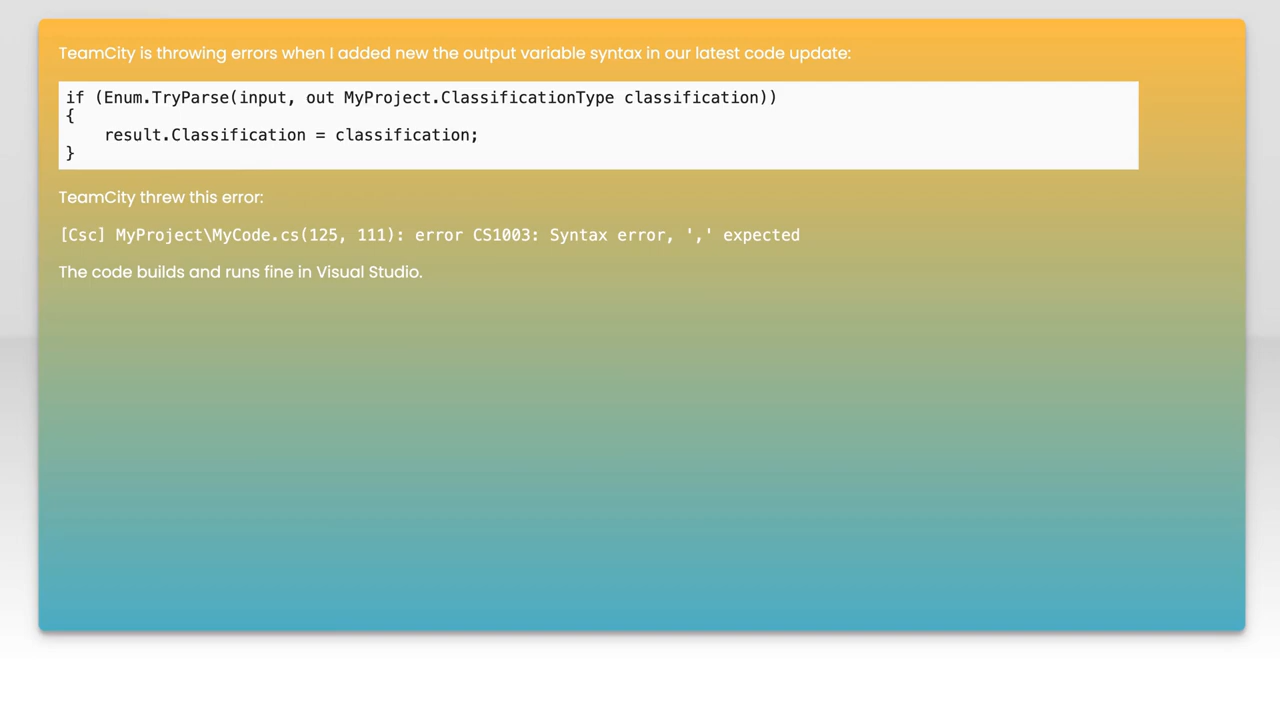 TeamCity is throwing errors when I added new the output variable syntax in our latest code update:
if (Enum.TryParse(input, out MyProject.ClassificationType classification))
{
    result.Classification = classification;
}
TeamCity threw this error:
[Csc] MyProject\MyCode.cs(125, 111): error CS1003: Syntax error, ',' expected
The code builds and runs fine in Visual Studio.